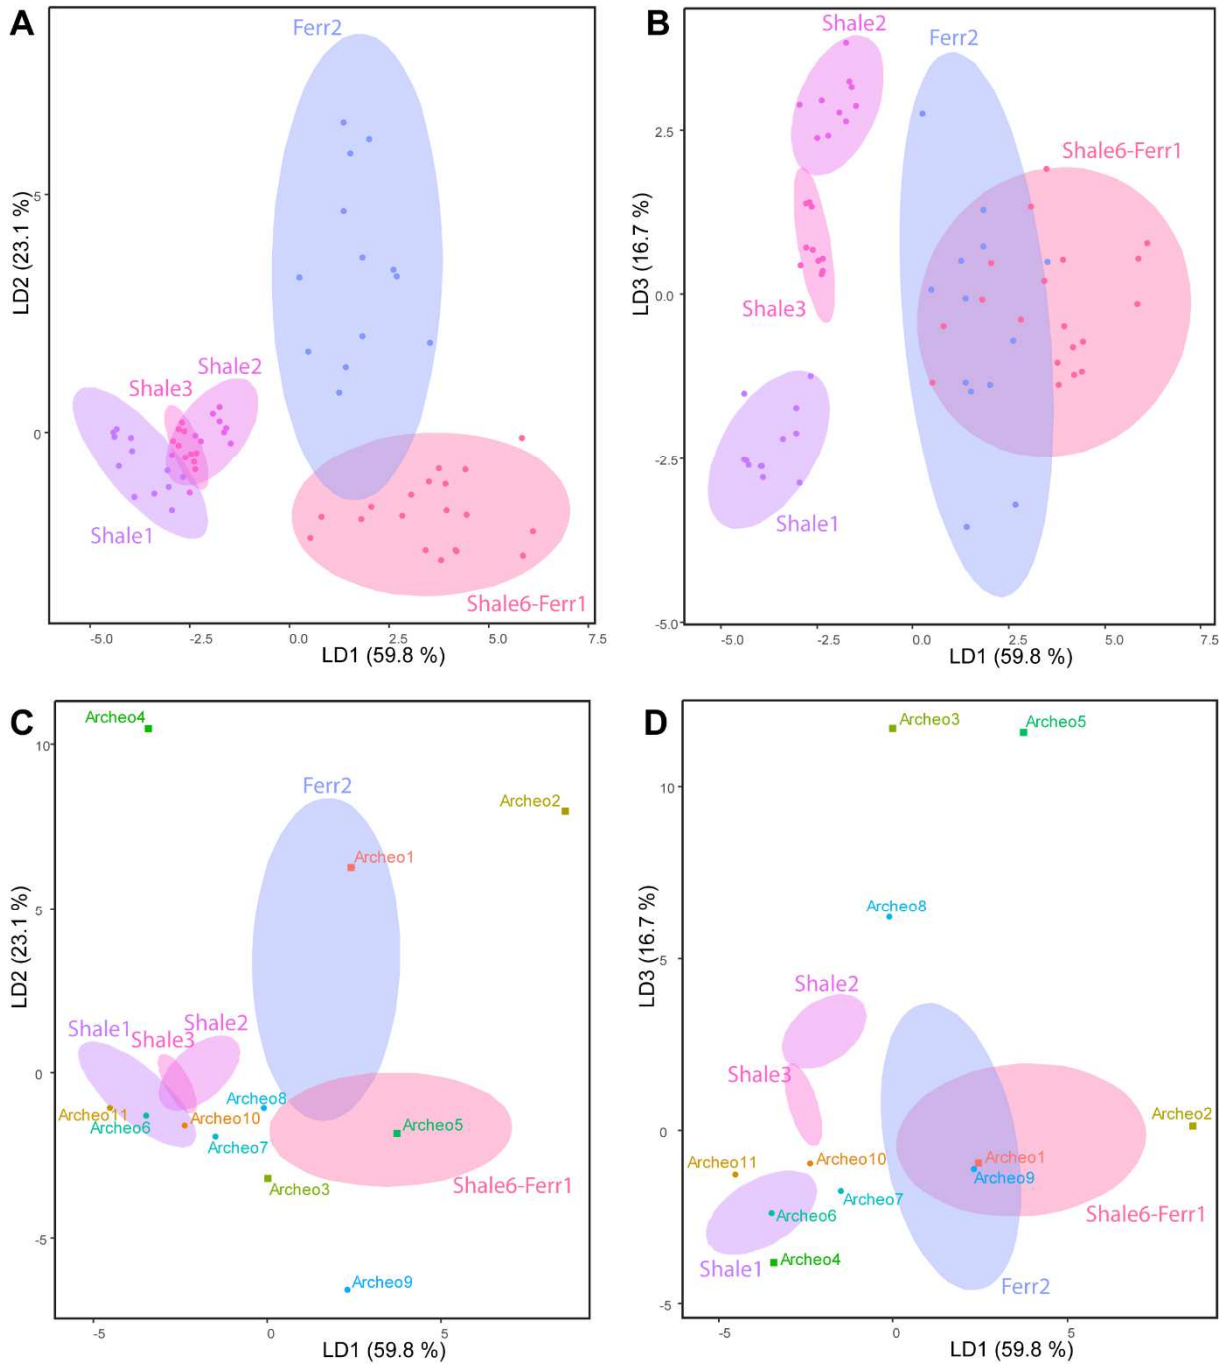 A
Ferr2
LD2 (23.1 %)
5
0
Shale3
Shale2
Shale1
Shale6-Ferr1
-5.0
-2.5
0.0
2.5
5.0
7.5
LD1 (59.8 %)
B
Shale2
Ferr2
Shale6-Ferr1
Shale3
Shale1
LD3 (16.7 %)
2.5
0.0
-2.5
-5.0
-5.0
-2.5
0.0
2.5
5.0
7.5
LD1 (59.8 %)
C
Archeo4
Ferr2
Archeo2
Archeo1
LD2 (23.1 %)
10
5
0
-5
Shale1
Shale3
Shale2
Archeo8
Archeo11
Archeo6
Archeo10
Archeo7
Archeo5
Archeo3
Shale6-Ferr1
Archeo9
-5
0
5
LD1 (59.8 %)
D
Archeo3
Archeo5
Archeo8
LD3 (16.7 %)
10
5
0
-5
Shale2
Shale3
Archeo2
Archeo11
Archeo10
Archeo1
Archeo9
Archeo7
Archeo6
Shale6-Ferr1
Archeo4
Shale1
Ferr2
-5
0
5
LD1 (59.8 %)